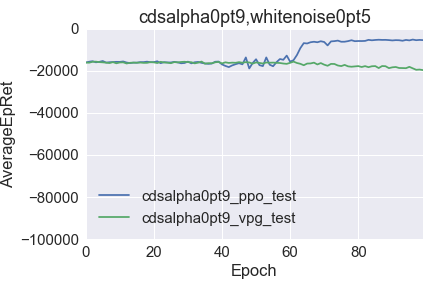 cdsalpha0pt9,whitenoise0pt5
AverageEpRet
0
−20000
−40000
−60000
−80000
−100000
cdsalpha0pt9_ppo_test
cdsalpha0pt9_vpg_test
0 20 40 60 80
Epoch